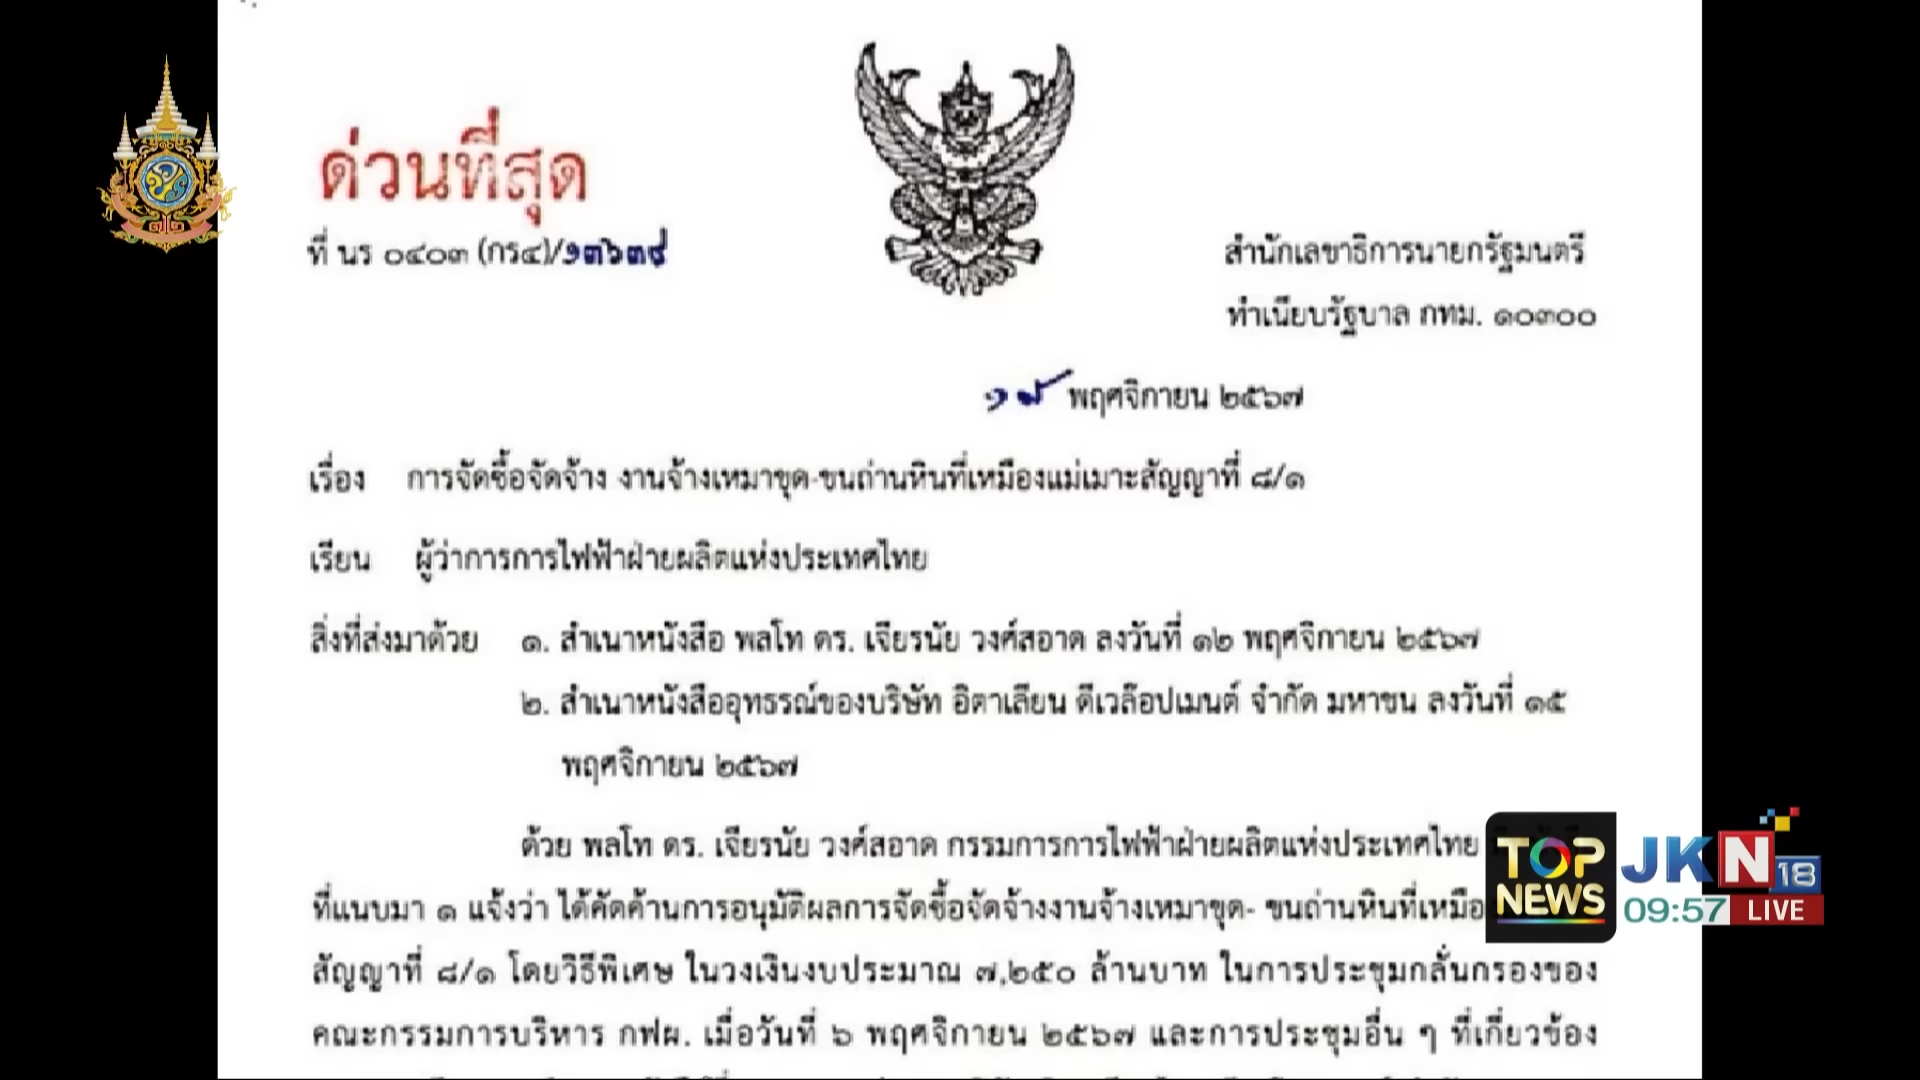 ด่วนที่สุด
ที่ นร ๐๔๐๓ (กร๔)/๑๓๖๓๙
สำนักเลขาธิการนายกรัฐมนตรี
ทำเนียบรัฐบาล กทม. ๑๐๓๐๐
พฤศจิกายน ๒๕๖๗
เรื่อง การจัดซื้อจัดจ้าง งานจ้างเหมาขุด-ขนถ่านหินที่เหมืองแม่เมาะสัญญาที่ ๘/๑
เรียน ผู้ว่าการการไฟฟ้าฝ่ายผลิตแห่งประเทศไทย
สิ่งที่ส่งมาด้วย ๑. สำเนาหนังสือ พลโท ดร. เจียรนัย วงศ์สอาด ลงวันที่ ๑๒ พฤศจิกายน ๒๕๖๗
๒. สำเนาหนังสืออุทธรณ์ของบริษัท อิตาเลียน ดีเวล๊อปเมนต์ จำกัด มหาชน ลงวันที่ ๑๕
พฤศจิกายน ๒๕๖๗
ด้วย พลโท ดร. เจียรนัย วงศ์สอาด กรรมการการไฟฟ้าฝ่ายผลิตแห่งประเทศไทย
ที่แนบมา ๑ แจ้งว่า ได้คัดค้านการอนุมัติผลการจัดซื้อจัดจ้างงานจ้างเหมาขุด- ขนถ่านหินที่เหมือ
สัญญาที่ ๘/๑ โดยวิธีพิเศษ ในวงเงินงบประมาณ ๗,๒๕๐ ล้านบาท ในการประชุมกลั่นกรองของ
คณะกรรมการบริหาร กฟผ. เมื่อวันที่ ๖ พฤศจิกายน ๒๕๖๗ และการประชุมอื่น ๆ ที่เกี่ยวข้อง
TOP NEWS
JKN 18
09:57 LIVE